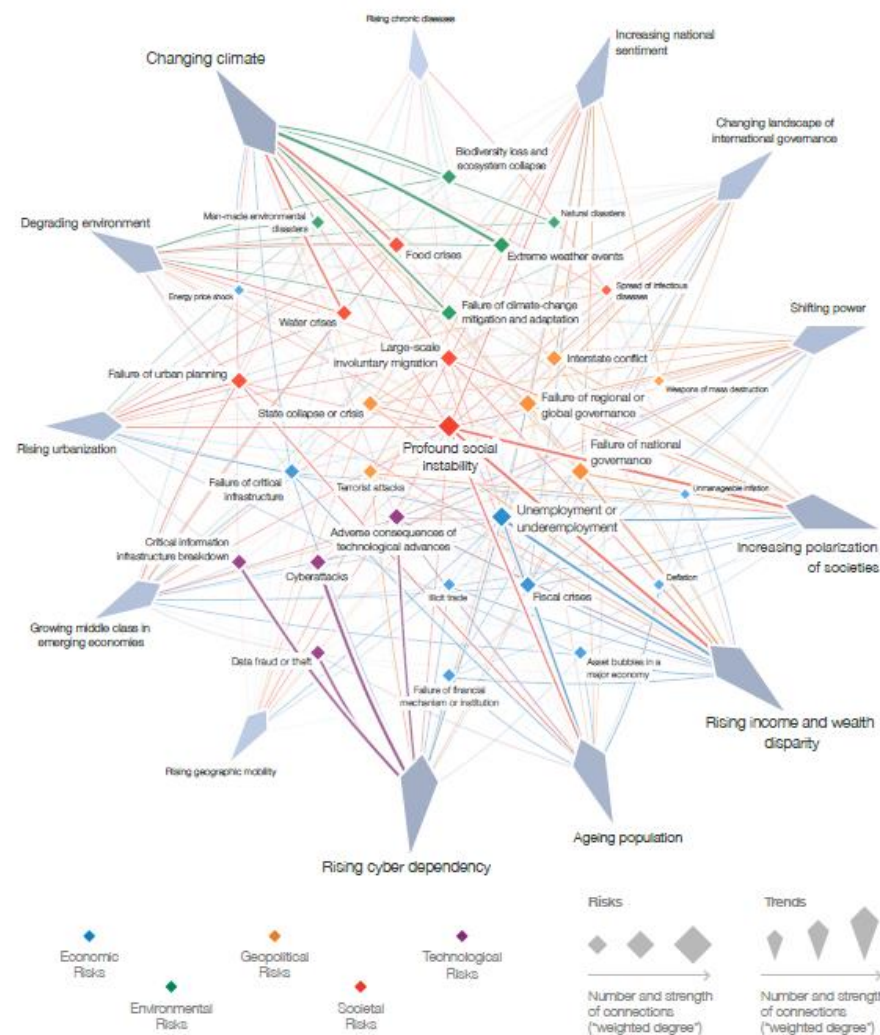 Rising chronic diseases
Increasing national
sentiment
Changing climate
Changing landscape of
international governance
Biodiversity loss and
ecosystem collapse
Degrading environment
Man-made environmental
disasters
Natural disasters
Food crises
Extreme weather events
Energy price shock
Spread of infectious
diseases
Shifting power
Water crises
Failure of climate-change
mitigation and adaptation
Large-scale
involuntary migration
Interstate conflict
Failure of urban planning
Weapons of mass destruction
State collapse or crisis
Failure of regional or
global governance
Rising urbanization
Profound social
instability
Failure of national
governance
Failure of critical
infrastructure
Terrorist attacks
Unmanageable inflation
Unemployment or
underemployment
Critical information
infrastructure breakdown
Adverse consequences of
technological advances
Increasing polarization
of societies
Cyberattacks
Illicit trade
Fiscal crises
Deflation
Growing middle class in
emerging economies
Data fraud or theft
Asset bubbles in a
major economy
Failure of financial
mechanism or institution
Rising income and wealth
disparity
Rising geographic mobility
Ageing population
Rising cyber dependency
Risks
Trends
Economic
Risks
Geopolitical
Risks
Technological
Risks
Environmental
Risks
Societal
Risks
Number and strength
of connections
("weighted degree")
Number and strength
of connections
("weighted degree")